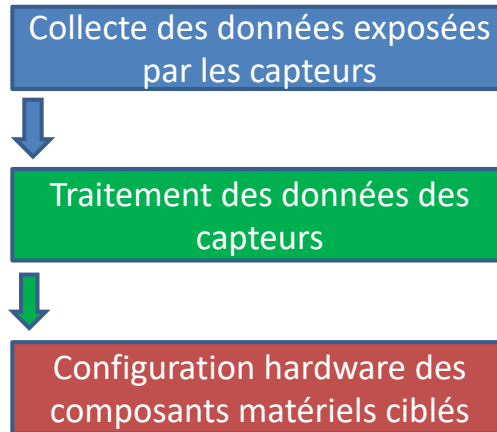 Collecte des données exposées
par les capteurs
Traitement des données des
capteurs
Configuration hardware des
composants matériels ciblés